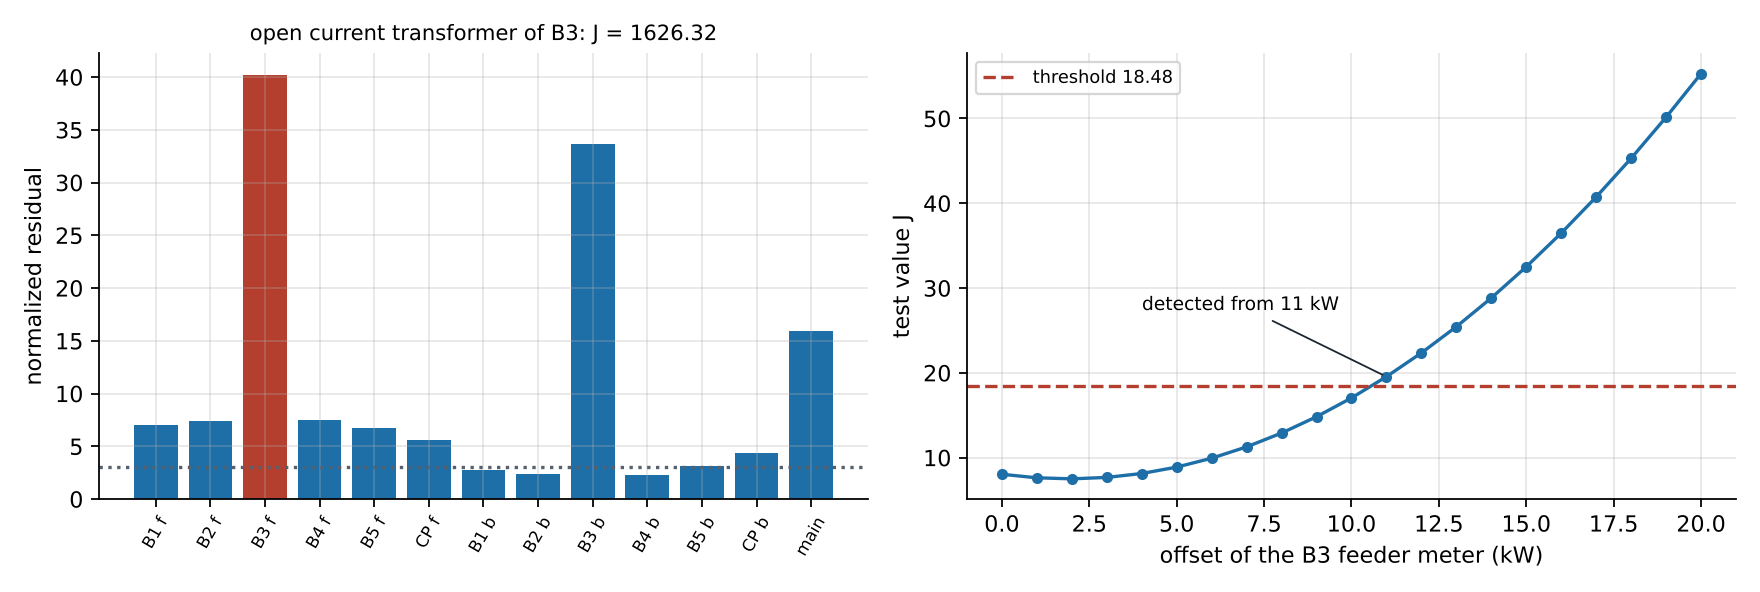 open current transformer of B3: J = 1626.32
normalized residual
40
35
30
25
20
15
10
5
0
B1 f
B2 f
B3 f
B4 f
B5 f
CP f
B1 b
B2 b
B3 b
B4 b
B5 b
CP b
main
threshold 18.48
detected from 11 kW
test value J
50
40
30
20
10
0.0
2.5
5.0
7.5
10.0
12.5
15.0
17.5
20.0
offset of the B3 feeder meter (kW)